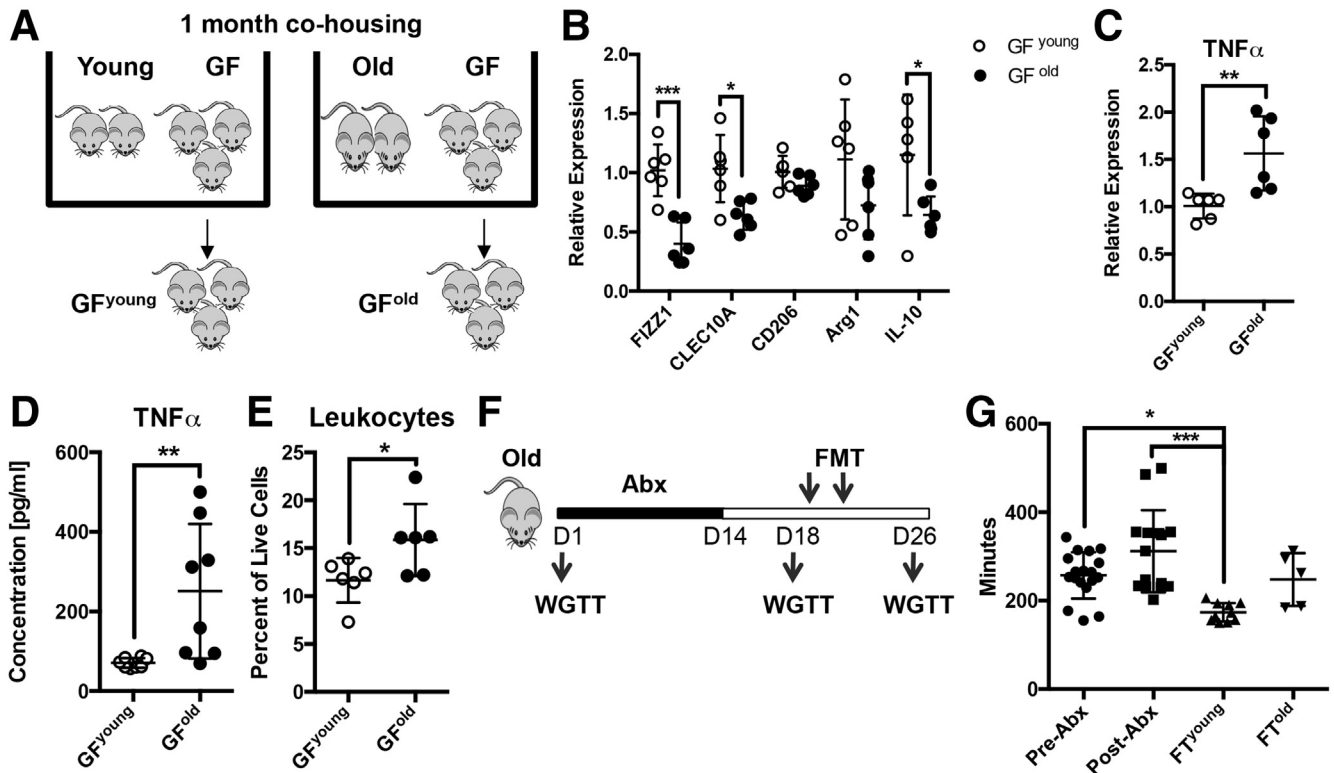 A
1 month co-housing
Young GF
Old GF
GFyoung
GFold
B
Relative Expression
2.0
1.5
1.0
0.5
0.0
***
*
*
FIZZ1
CLEC10A
CD206
Arg1
IL-10
GF young
GF old
C
TNFα
Relative Expression
2.5
2.0
1.5
1.0
0.5
0.0
**
GFyoung
GFold
D
TNFα
Concentration [pg/ml]
600
400
200
0
**
GFyoung
GFold
E
Leukocytes
Percent of Live Cells
25
20
15
10
5
0
*
GFyoung
GFold
F
Old
Abx
FMT
D1 D14 D18 D26
WGTT WGTT WGTT
G
Minutes
600
400
200
0
*
***
Pre-Abx
Post-Abx
FTyoung
FTold